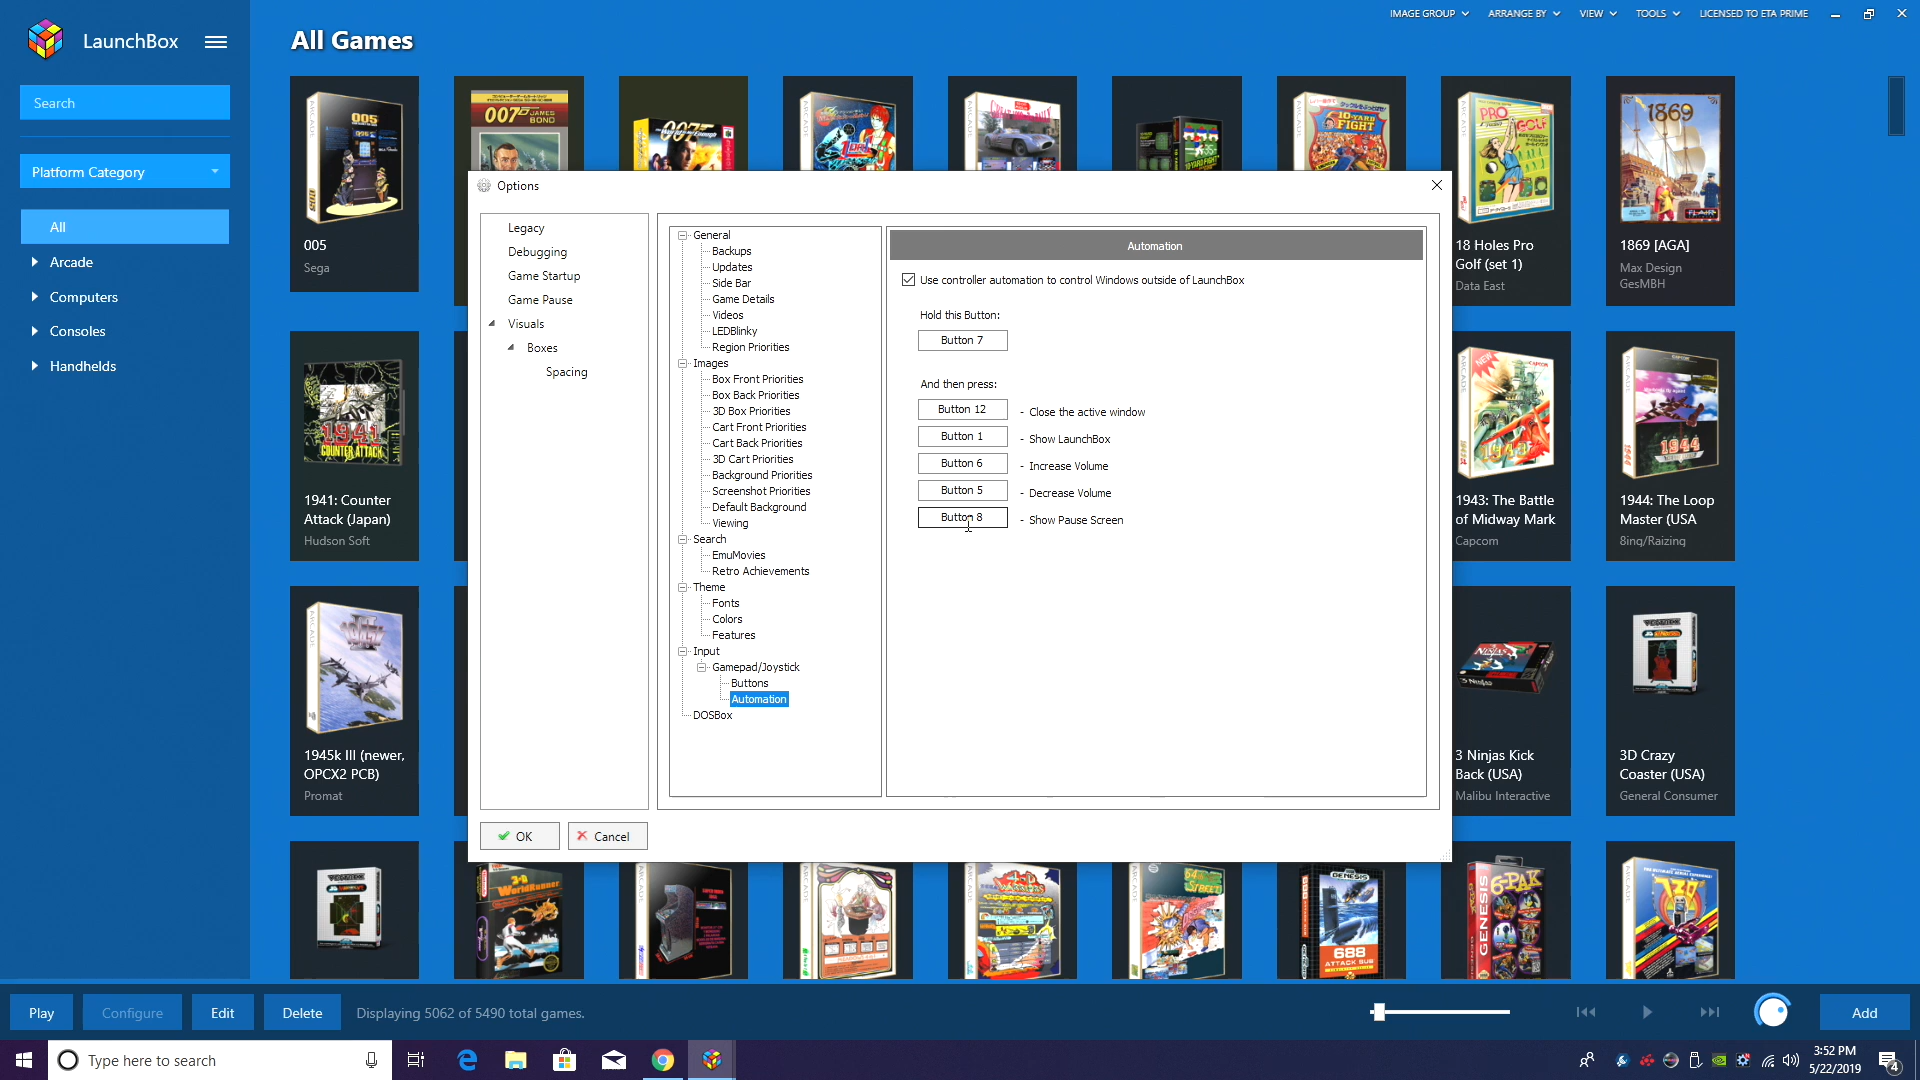 LaunchBox
All Games
IMAGE GROUP
ARRANGE BY
VIEW
TOOLS
LICENSED TO ETA PRIME
Search
Platform Category
All
Arcade
Computers
Consoles
Handhelds
005
Sega
18 Holes Pro
Golf (set 1)
Data East
1869 [AGA]
Max Design
GesMBH
1941: Counter
Attack (Japan)
Hudson Soft
1943: The Battle
of Midway Mark
Capcom
1944: The Loop
Master (USA
8ing/Raizing
1945k III (newer,
OPCX2 PCB)
Promat
3 Ninjas Kick
Back (USA)
Malibu Interactive
3D Crazy
Coaster (USA)
General Consumer
Options
Legacy
Debugging
Game Startup
Game Pause
Visuals
Boxes
Spacing
General
Backups
Updates
Side Bar
Game Details
Videos
LEDBlinky
Region Priorities
Images
Box Front Priorities
Box Back Priorities
3D Box Priorities
Cart Front Priorities
Cart Back Priorities
3D Cart Priorities
Background Priorities
Screenshot Priorities
Default Background
Viewing
Search
EmuMovies
Retro Achievements
Theme
Fonts
Colors
Features
Input
Gamepad/Joystick
Buttons
Automation
DOSBox
Automation
Use controller automation to control Windows outside of LaunchBox
Hold this Button:
Button 7
And then press:
Button 12 - Close the active window
Button 1 - Show LaunchBox
Button 6 - Increase Volume
Button 5 - Decrease Volume
Button 8 - Show Pause Screen
OK
Cancel
Play
Configure
Edit
Delete
Displaying 5062 of 5490 total games.
Add
Type here to search
3:52 PM
5/22/2019
4